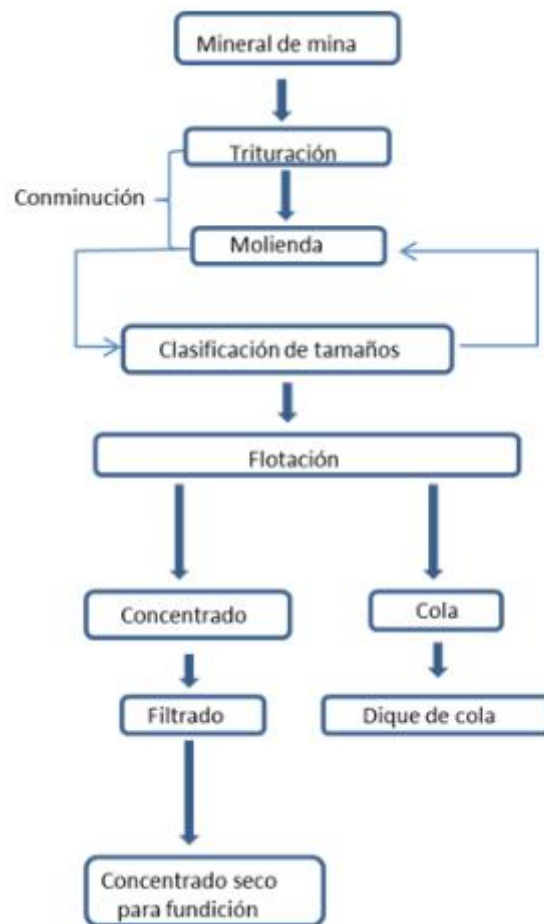 Mineral de mina
Trituración
Conminución
Molienda
Clasificación de tamaños
Flotación
Concentrado
Cola
Filtrado
Dique de cola
Concentrado seco
para fundición